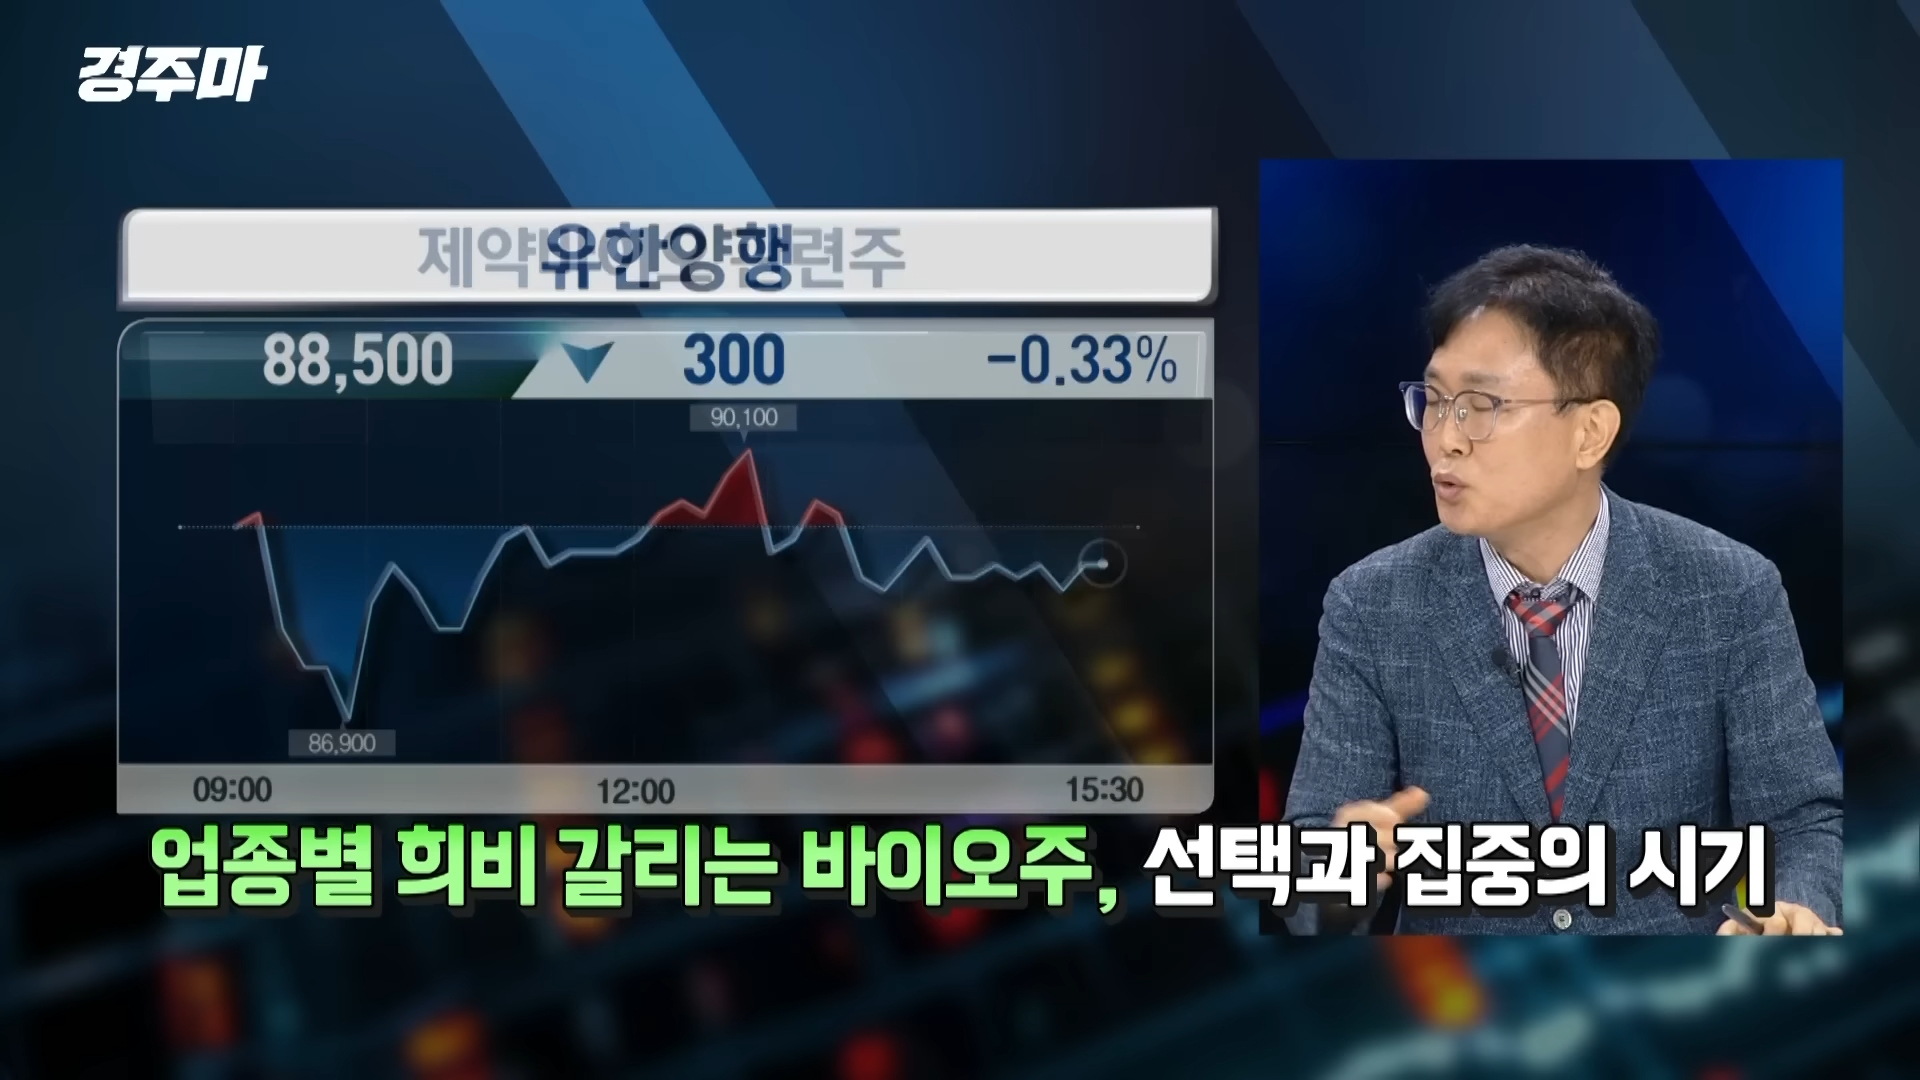 경주마
유한양행
88,500 ▼ 300 -0.33%
90,100
86,900
09:00 12:00 15:30
업종별 희비 갈리는 바이오주, 선택과 집중의 시기